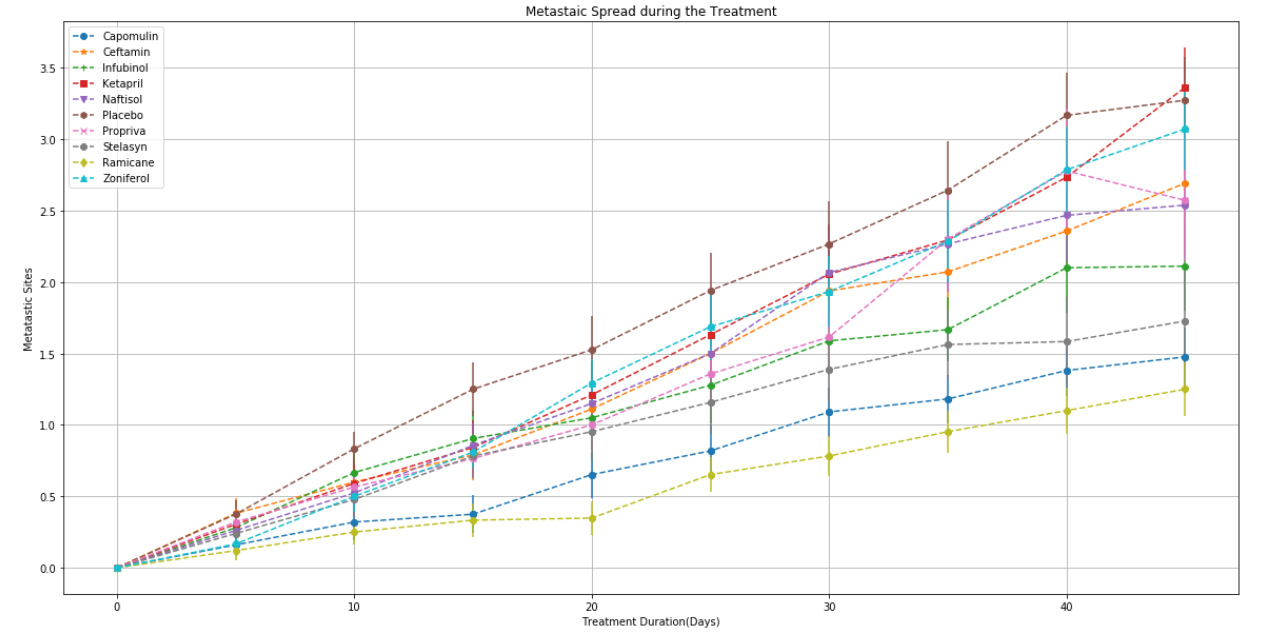 Metastaic Spread during the Treatment
Capomulin
Ceftamin
Infubinol
Ketapril
Naftisol
Placebo
Propriva
Stelasyn
Ramicane
Zoniferol
3.5
3.0
2.5
2.0
1.5
1.0
0.5
0.0
Metatastic Sites
0 10 20 30 40
Treatment Duration(Days)